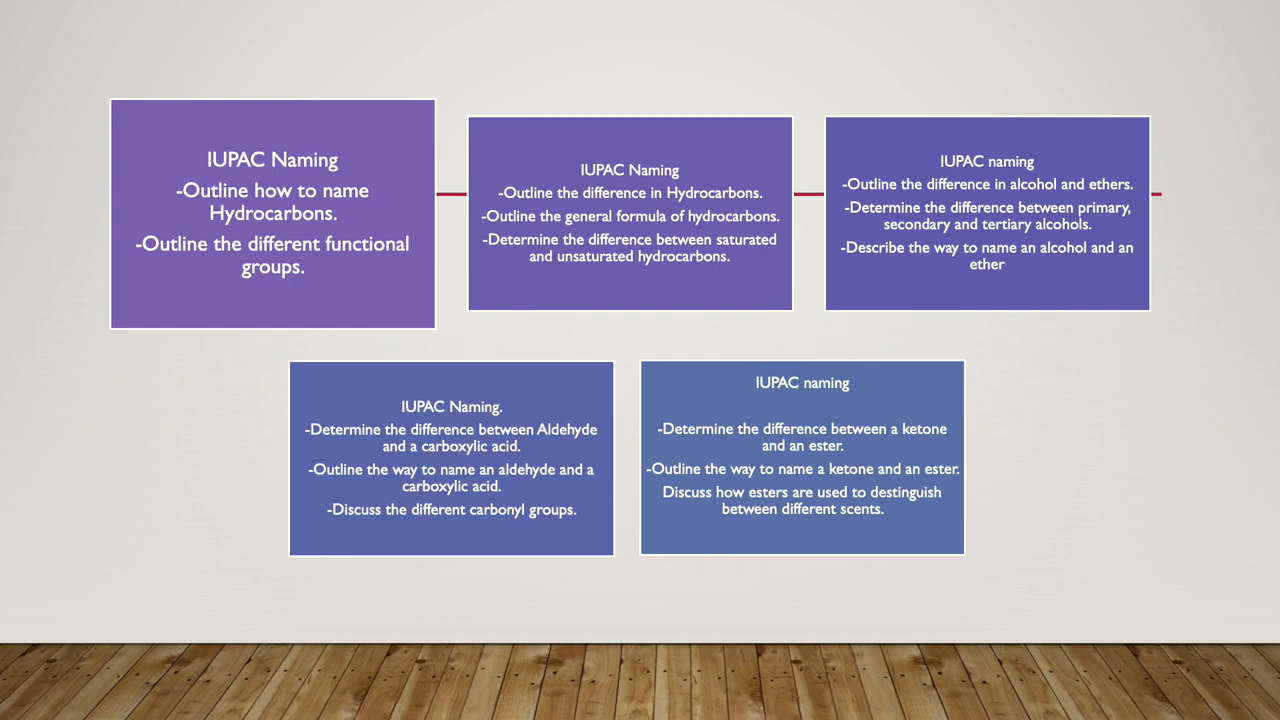 IUPAC Naming
-Outline how to name
Hydrocarbons.
-Outline the different functional
groups.
IUPAC Naming
-Outline the difference in Hydrocarbons.
-Outline the general formula of hydrocarbons.
-Determine the difference between saturated
and unsaturated hydrocarbons.
IUPAC naming
-Outline the difference in alcohol and ethers.
-Determine the difference between primary,
secondary and tertiary alcohols.
-Describe the way to name an alcohol and an
ether
IUPAC Naming.
-Determine the difference between Aldehyde
and a carboxylic acid.
-Outline the way to name an aldehyde and a
carboxylic acid.
-Discuss the different carbonyl groups.
IUPAC naming
-Determine the difference between a ketone
and an ester.
-Outline the way to name a ketone and an ester.
Discuss how esters are used to destinguish
between different scents.